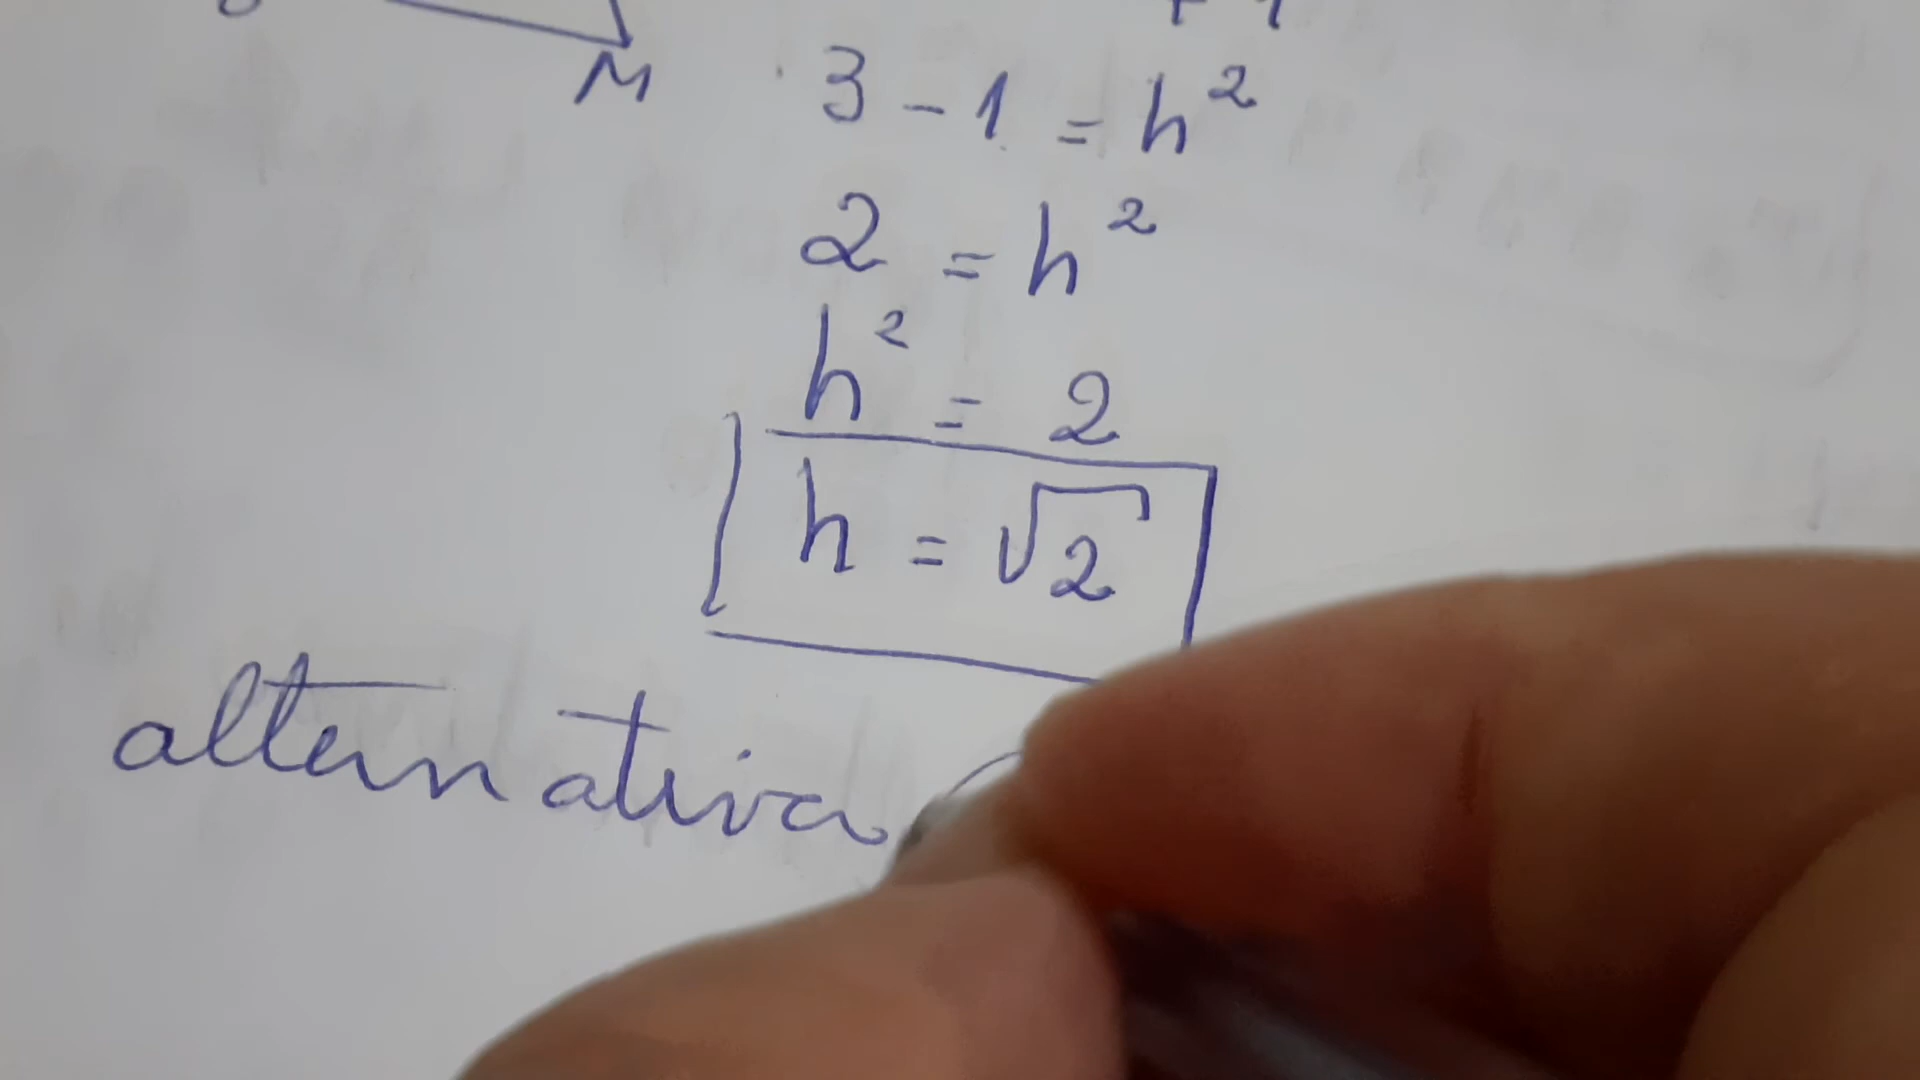 M
3 - 1 = h²
2 = h²
h² = 2
h = √2
alternativa